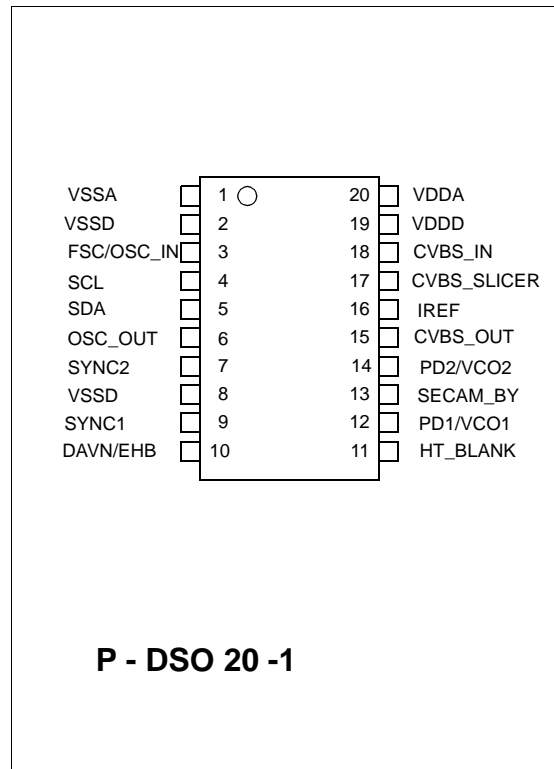 VSSA 1 20 VDDA
VSSD 2 19 VDDD
FSC/OSC_IN 3 18 CVBS_IN
SCL 4 17 CVBS_SLICER
SDA 5 16 IREF
OSC_OUT 6 15 CVBS_OUT
SYNC2 7 14 PD2/VCO2
VSSD 8 13 SECAM_BY
SYNC1 9 12 PD1/VCO1
DAVN/EHB 10 11 HT_BLANK
P - DSO 20 -1